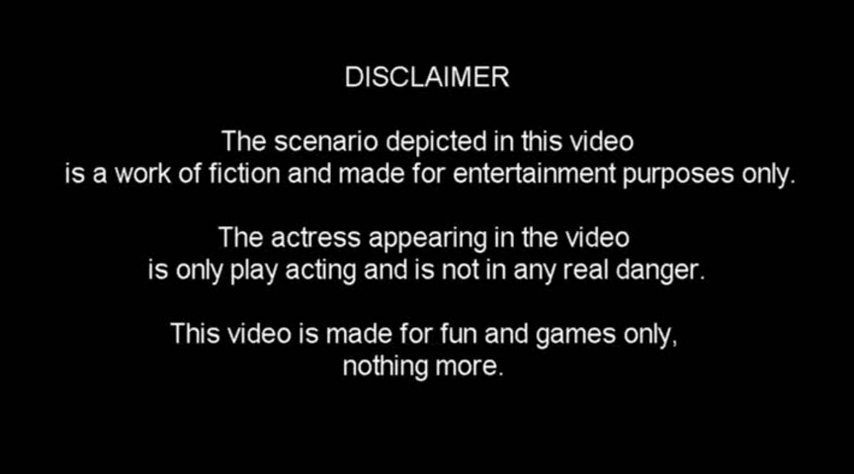 DISCLAIMER
The scenario depicted in this video
is a work of fiction and made for entertainment purposes only.
The actress appearing in the video
is only play acting and is not in any real danger.
This video is made for fun and games only,
nothing more.